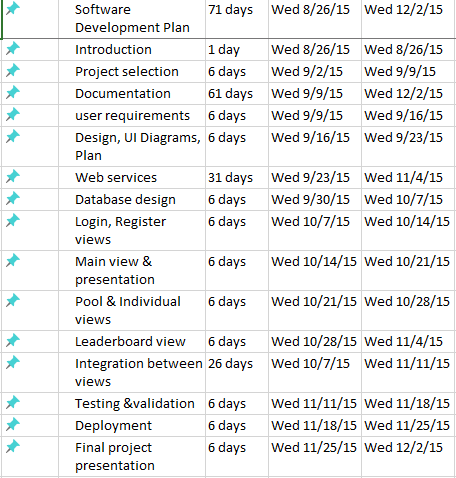 Software Development Plan 71 days Wed 8/26/15 Wed 12/2/15
Introduction 1 day Wed 8/26/15 Wed 8/26/15
Project selection 6 days Wed 9/2/15 Wed 9/9/15
Documentation 61 days Wed 9/9/15 Wed 12/2/15
user requirements 6 days Wed 9/9/15 Wed 9/16/15
Design, UI Diagrams, Plan 6 days Wed 9/16/15 Wed 9/23/15
Web services 31 days Wed 9/23/15 Wed 11/4/15
Database design 6 days Wed 9/30/15 Wed 10/7/15
Login, Register views 6 days Wed 10/7/15 Wed 10/14/15
Main view & presentation 6 days Wed 10/14/15 Wed 10/21/15
Pool & Individual views 6 days Wed 10/21/15 Wed 10/28/15
Leaderboard view 6 days Wed 10/28/15 Wed 11/4/15
Integration between views 26 days Wed 10/7/15 Wed 11/11/15
Testing &validation 6 days Wed 11/11/15 Wed 11/18/15
Deployment 6 days Wed 11/18/15 Wed 11/25/15
Final project presentation 6 days Wed 11/25/15 Wed 12/2/15